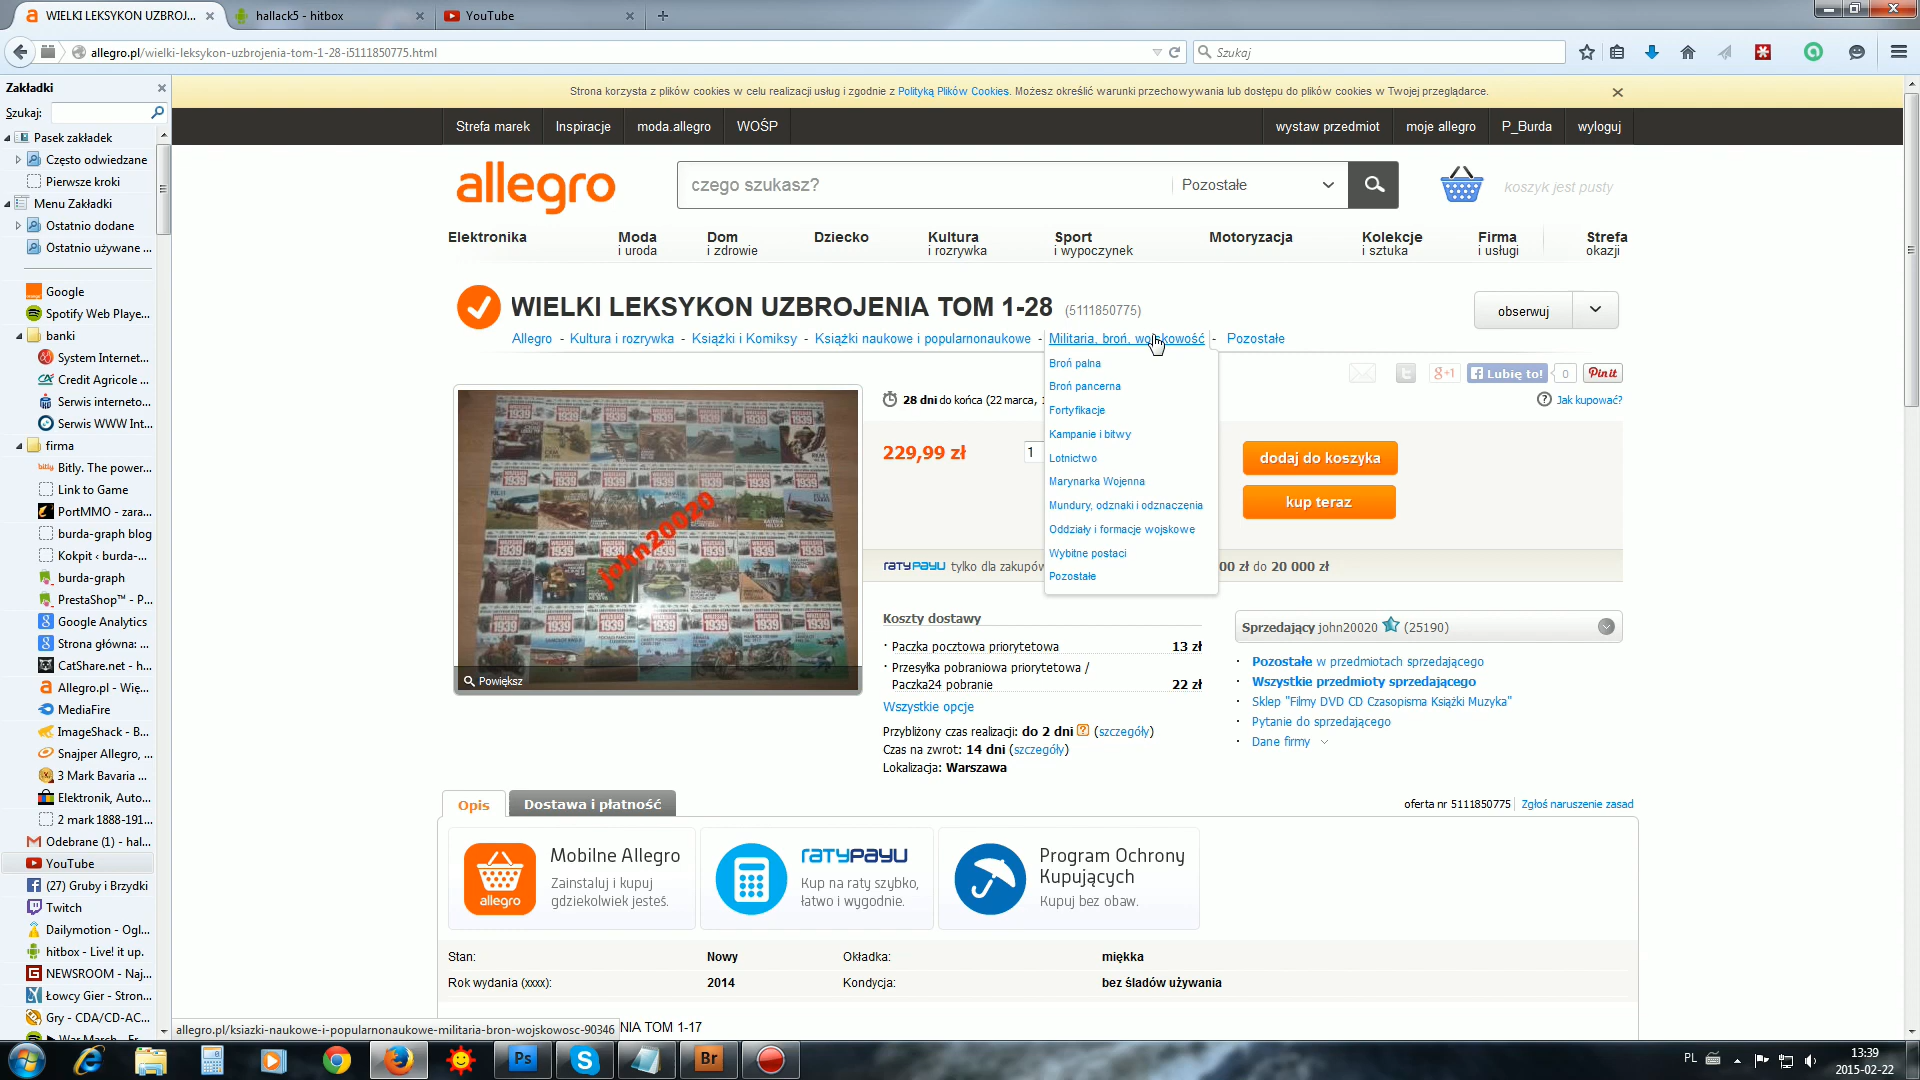 WIELKI LEKSYKON UZBROJ...
hallack5 - hitbox
YouTube
allegro.pl/wielki-leksykon-uzbrojenia-tom-1-28-i5111850775.html
Szukaj
Zakładki
Szukaj:
Pasek zakładek
Często odwiedzane
Pierwsze kroki
Menu Zakładki
Ostatnio dodane
Ostatnio używane ...
Google
Spotify Web Playe...
banki
System Internet...
Credit Agricole ...
Serwis interneto...
Serwis WWW Int...
firma
Bitly. The power...
Link to Game
PortMMO - zara...
burda-graph blog
Kokpit ‹ burda-...
burda-graph
PrestaShop™ - P...
Google Analytics
Strona główna: ...
CatShare.net - h...
Allegro.pl - Wię...
MediaFire
ImageShack - B...
Snajper Allegro, ...
3 Mark Bavaria ...
Elektronik, Auto...
2 mark 1888-191...
Odebrane (1) - hal...
YouTube
(27) Gruby i Brzydki
Twitch
Dailymotion - Ogl...
hitbox - Live! it up.
NEWSROOM - Naj...
Łowcy Gier - Stron...
Gry - CDA/CD-AC...
Strona korzysta z plików cookies w celu realizacji usług i zgodnie z Polityką Plików Cookies. Możesz określić warunki przechowywania lub dostępu do plików cookies w Twojej przeglądarce.
Strefa marek
Inspiracje
moda.allegro
WOŚP
wystaw przedmiot
moje allegro
P_Burda
wyloguj
allegro
czego szukasz?
Pozostałe
koszyk jest pusty
Elektronika
Moda
i uroda
Dom
i zdrowie
Dziecko
Kultura
i rozrywka
Sport
i wypoczynek
Motoryzacja
Kolekcje
i sztuka
Firma
i usługi
Strefa
okazji
WIELKI LEKSYKON UZBROJENIA TOM 1-28 (5111850775)
obserwuj
Allegro - Kultura i rozrywka - Książki i Komiksy - Książki naukowe i popularnonaukowe - Militaria, broń, wojskowość - Pozostałe
Broń palna
Broń pancerna
Fortyfikacje
Kampanie i bitwy
Lotnictwo
Marynarka Wojenna
Mundury, odznaki i odznaczenia
Oddziały i formacje wojskowe
Wybitne postaci
Pozostałe
g+1
Lubię to!
0
Pinit
28 dni do końca (22 marca,
Jak kupować?
229,99 zł
1
dodaj do koszyka
kup teraz
ratypayu tylko dla zakupów
00 zł do 20 000 zł
1939
john20020
Powiększ
Koszty dostawy
Paczka pocztowa priorytetowa 13 zł
Przesyłka pobraniowa priorytetowa /
Paczka24 pobranie 22 zł
Wszystkie opcje
Przybliżony czas realizacji: do 2 dni ? (szczegóły)
Czas na zwrot: 14 dni (szczegóły)
Lokalizacja: Warszawa
Sprzedający john20020 (25190)
Pozostałe w przedmiotach sprzedającego
Wszystkie przedmioty sprzedającego
Sklep "Filmy DVD CD Czasopisma Książki Muzyka"
Pytanie do sprzedającego
Dane firmy
Opis
Dostawa i płatność
oferta nr 5111850775
Zgłoś naruszenie zasad
allegro
Mobilne Allegro
Zainstaluj i kupuj
gdziekolwiek jesteś.
ratypayu
Kup na raty szybko,
łatwo i wygodnie.
Program Ochrony
Kupujących
Kupuj bez obaw.
Stan: Nowy
Okładka: miękka
Rok wydania (xxxx): 2014
Kondycja: bez śladów używania
allegro.pl/ksiazki-naukowe-i-popularnonaukowe-militaria-bron-wojskowosc-90346
NIA TOM 1-17
Ps
Br
PL
13:39
2015-02-22